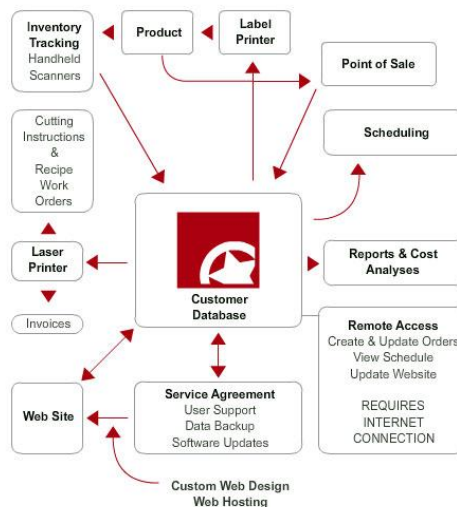 Inventory
Tracking
Handheld
Scanners
Product
Label
Printer
Point of Sale
Cutting
Instructions
&
Recipe
Work
Orders
Scheduling
Laser
Printer
Customer
Database
Reports & Cost
Analyses
Invoices
Remote Access
Create & Update Orders
View Schedule
Update Website
REQUIRES
INTERNET
CONNECTION
Web Site
Service Agreement
User Support
Data Backup
Software Updates
Custom Web Design
Web Hosting